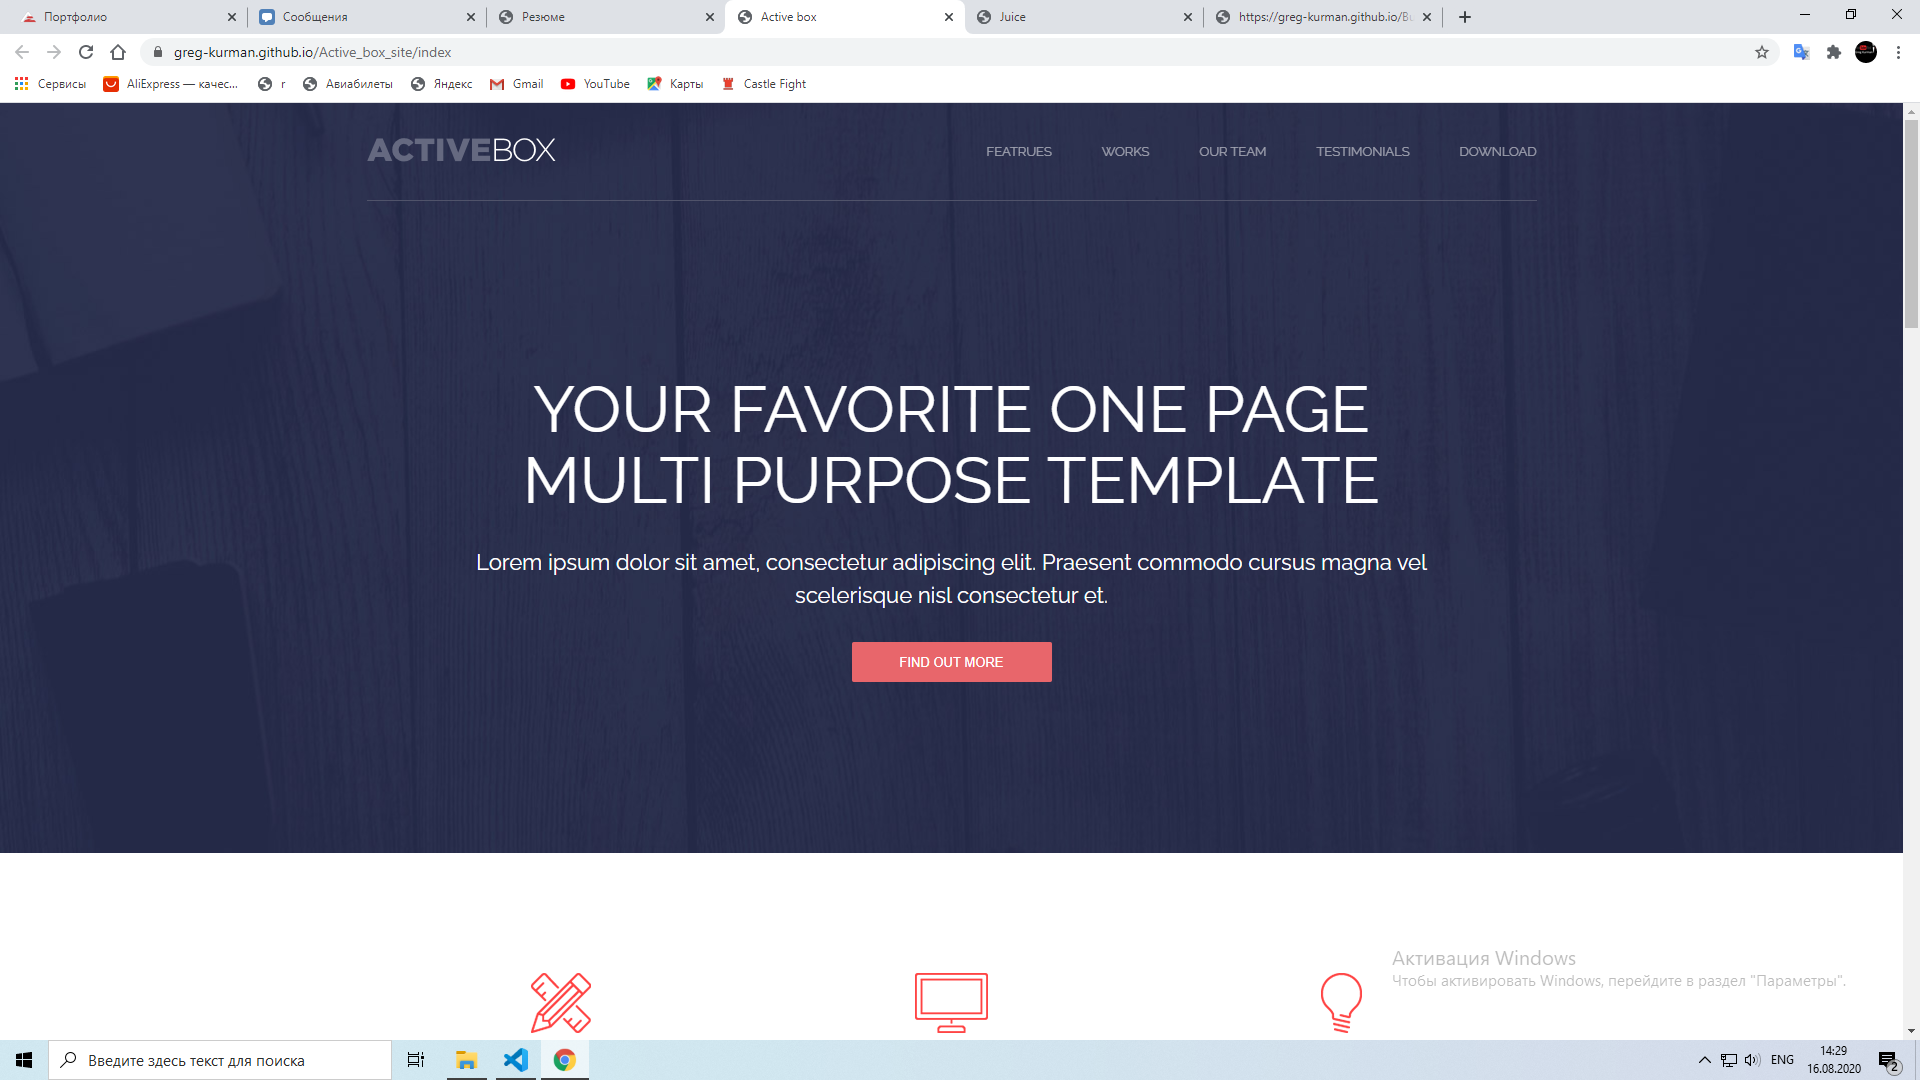 Портфолио
Сообщения
Резюме
Active box
Juice
https://greg-kurman.github.io/Bu
greg-kurman.github.io/Active_box_site/index
Сервисы
AliExpress — качес...
r
Авиабилеты
Яндекс
Gmail
YouTube
Карты
Castle Fight
ACTIVEBOX
FEATRUES
WORKS
OUR TEAM
TESTIMONIALS
DOWNLOAD
YOUR FAVORITE ONE PAGE
MULTI PURPOSE TEMPLATE
Lorem ipsum dolor sit amet, consectetur adipiscing elit. Praesent commodo cursus magna vel
scelerisque nisl consectetur et.
FIND OUT MORE
Активация Windows
Чтобы активировать Windows, перейдите в раздел "Параметры".
Введите здесь текст для поиска
ENG
14:29
16.08.2020
2